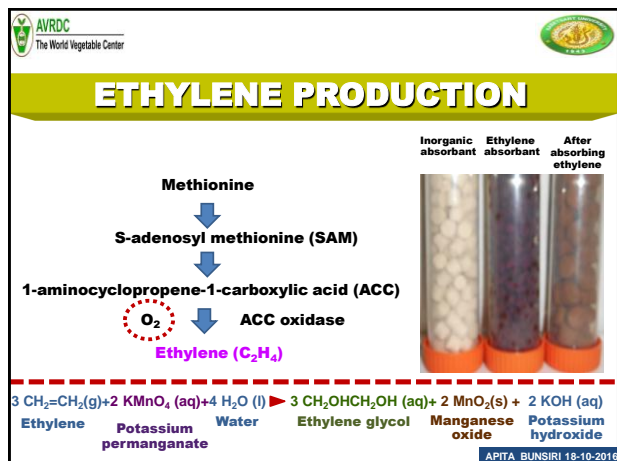 AVRDC
The World Vegetable Center
ETHYLENE PRODUCTION
Inorganic absorbant
Ethylene absorbant
After absorbing ethylene
Methionine
S-adenosyl methionine (SAM)
1-aminocyclopropene-1-carboxylic acid (ACC)
O₂ ACC oxidase
Ethylene (C₂H₄)
3 CH₂=CH₂(g)+2 KMnO₄ (aq)+4 H₂O (l) 3 CH₂OHCH₂OH (aq)+ 2 MnO₂(s) + 2 KOH (aq)
Ethylene Potassium permanganate Water Ethylene glycol Manganese oxide Potassium hydroxide
APITA BUNSIRI 18-10-2016